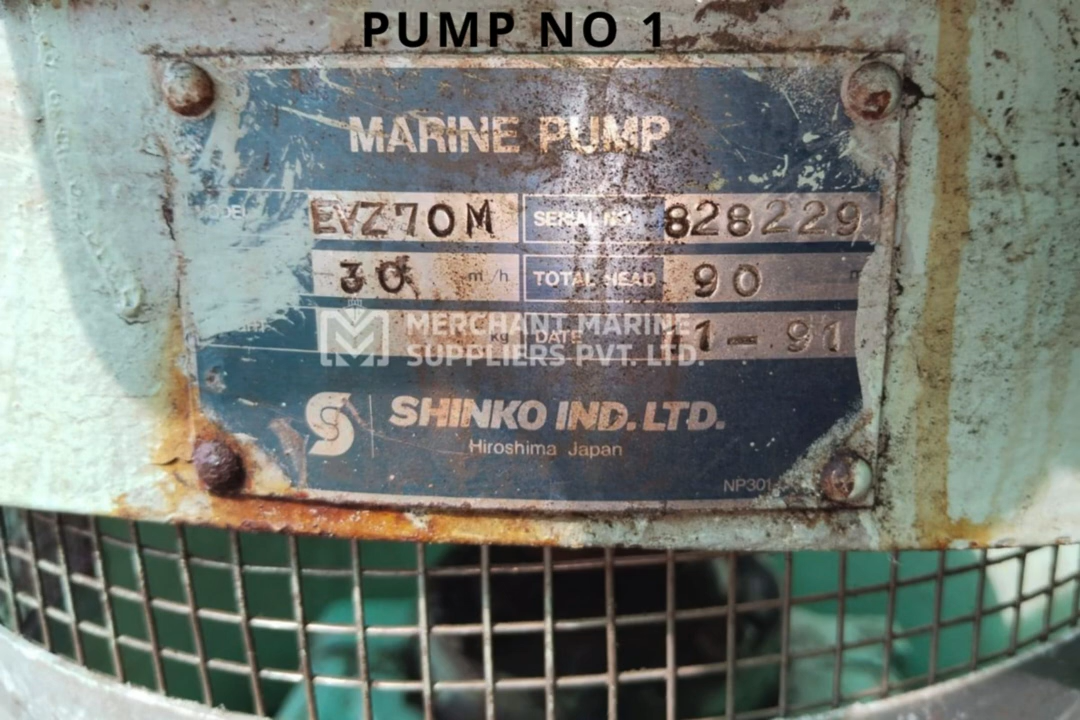 PUMP NO 1
MARINE PUMP
MODEL EVZ70M SERIAL NO. 828229
30 m³/h TOTAL HEAD 90 m
kg DATE 11-91
MERCHANT MARINE
SUPPLIERS PVT. LTD.
SHINKO IND. LTD.
Hiroshima Japan
NP301